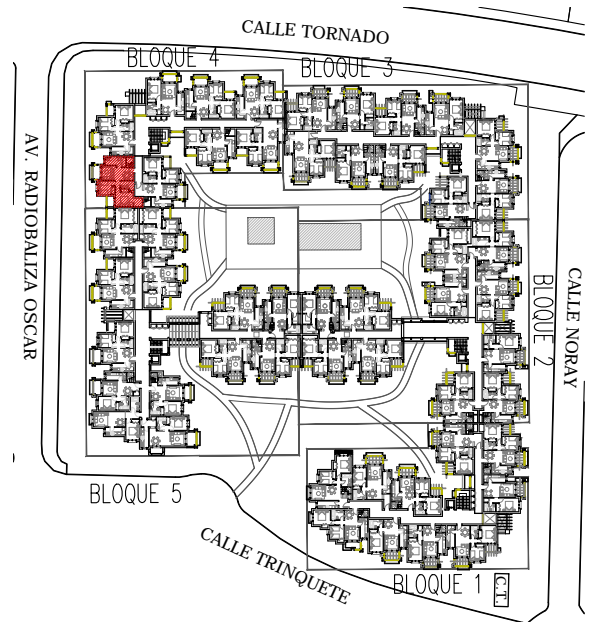 CALLE TORNADO
BLOQUE 4
BLOQUE 3
AV. RADIOBALIZA OSCAR
BLOQUE 2
CALLE NORAY
BLOQUE 5
CALLE TRINQUETE
BLOQUE 1
C.T.